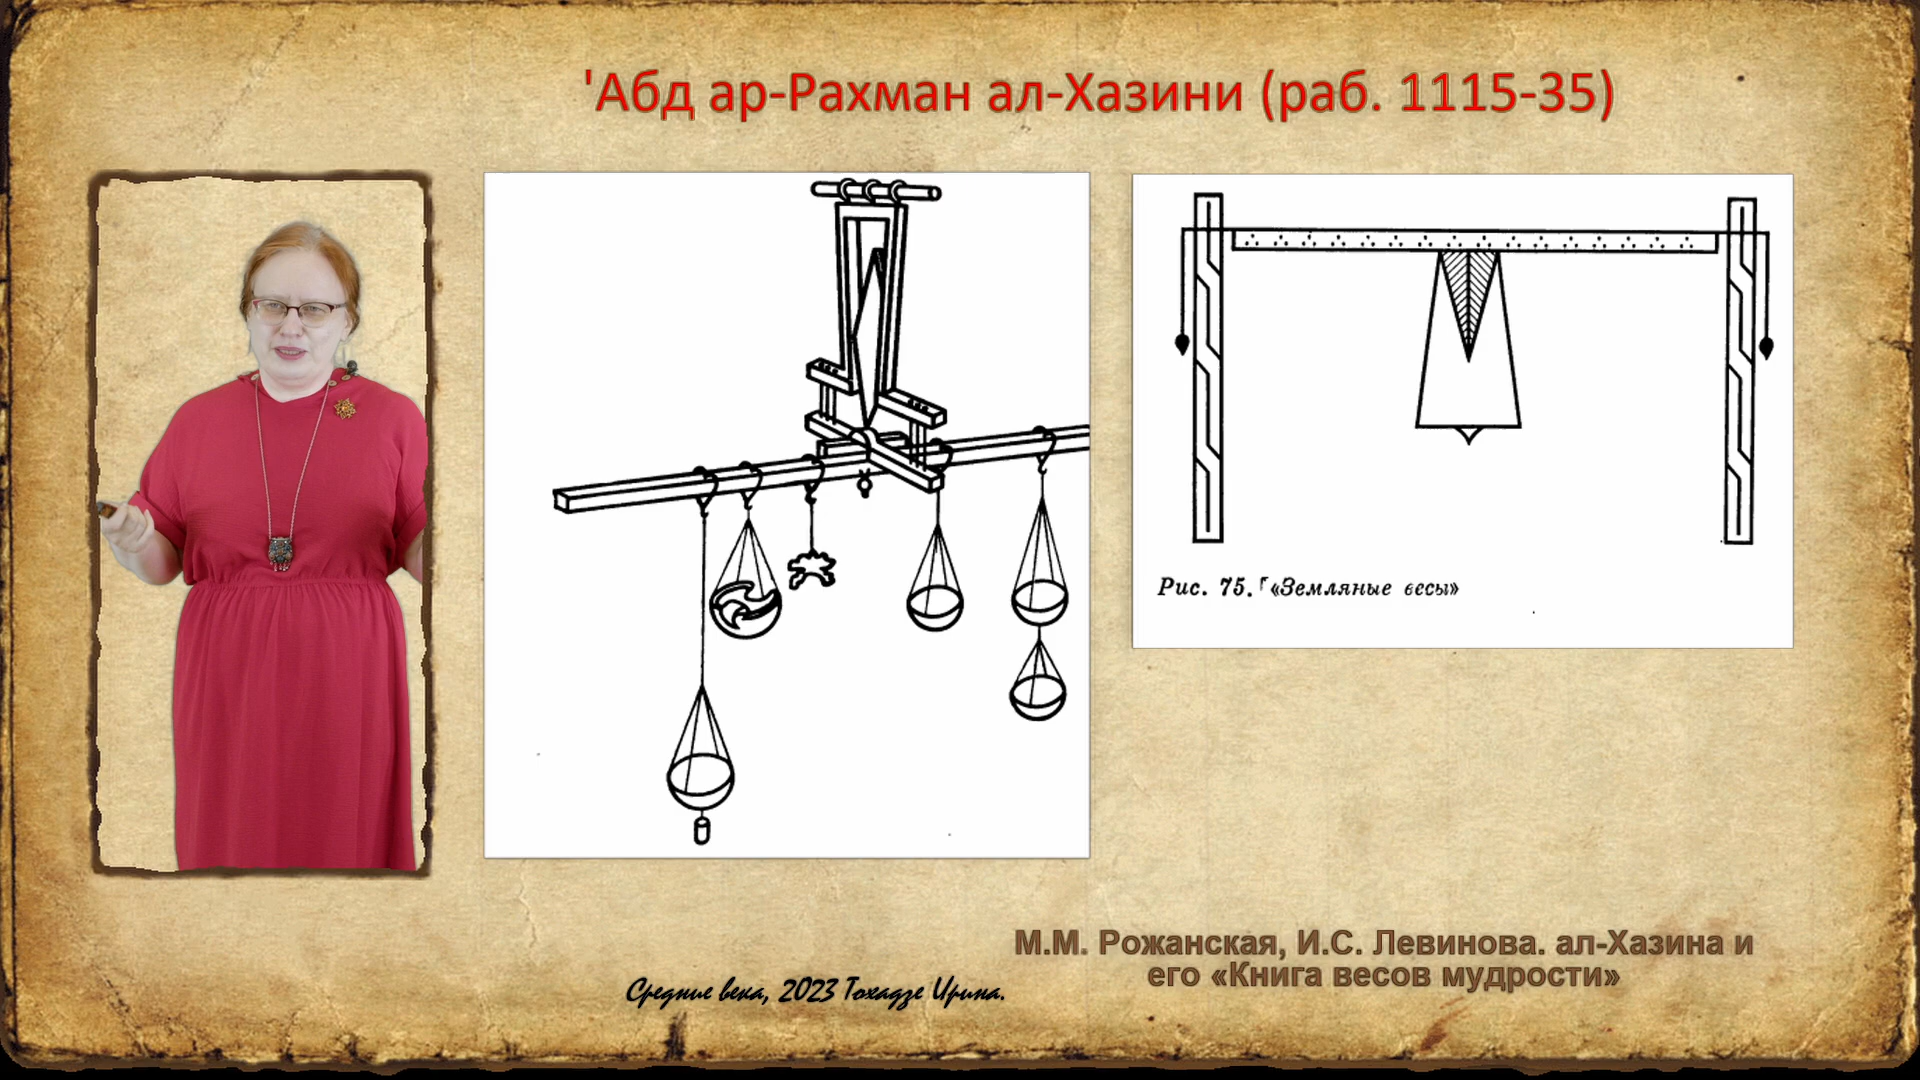 'Абд ар-Рахман ал-Хазини (раб. 1115-35)
Рис. 75. «Земляные весы»
М.М. Рожанская, И.С. Левинова. ал-Хазина и
его «Книга весов мудрости»
Средние века, 2023 Тохадзе Ирина.